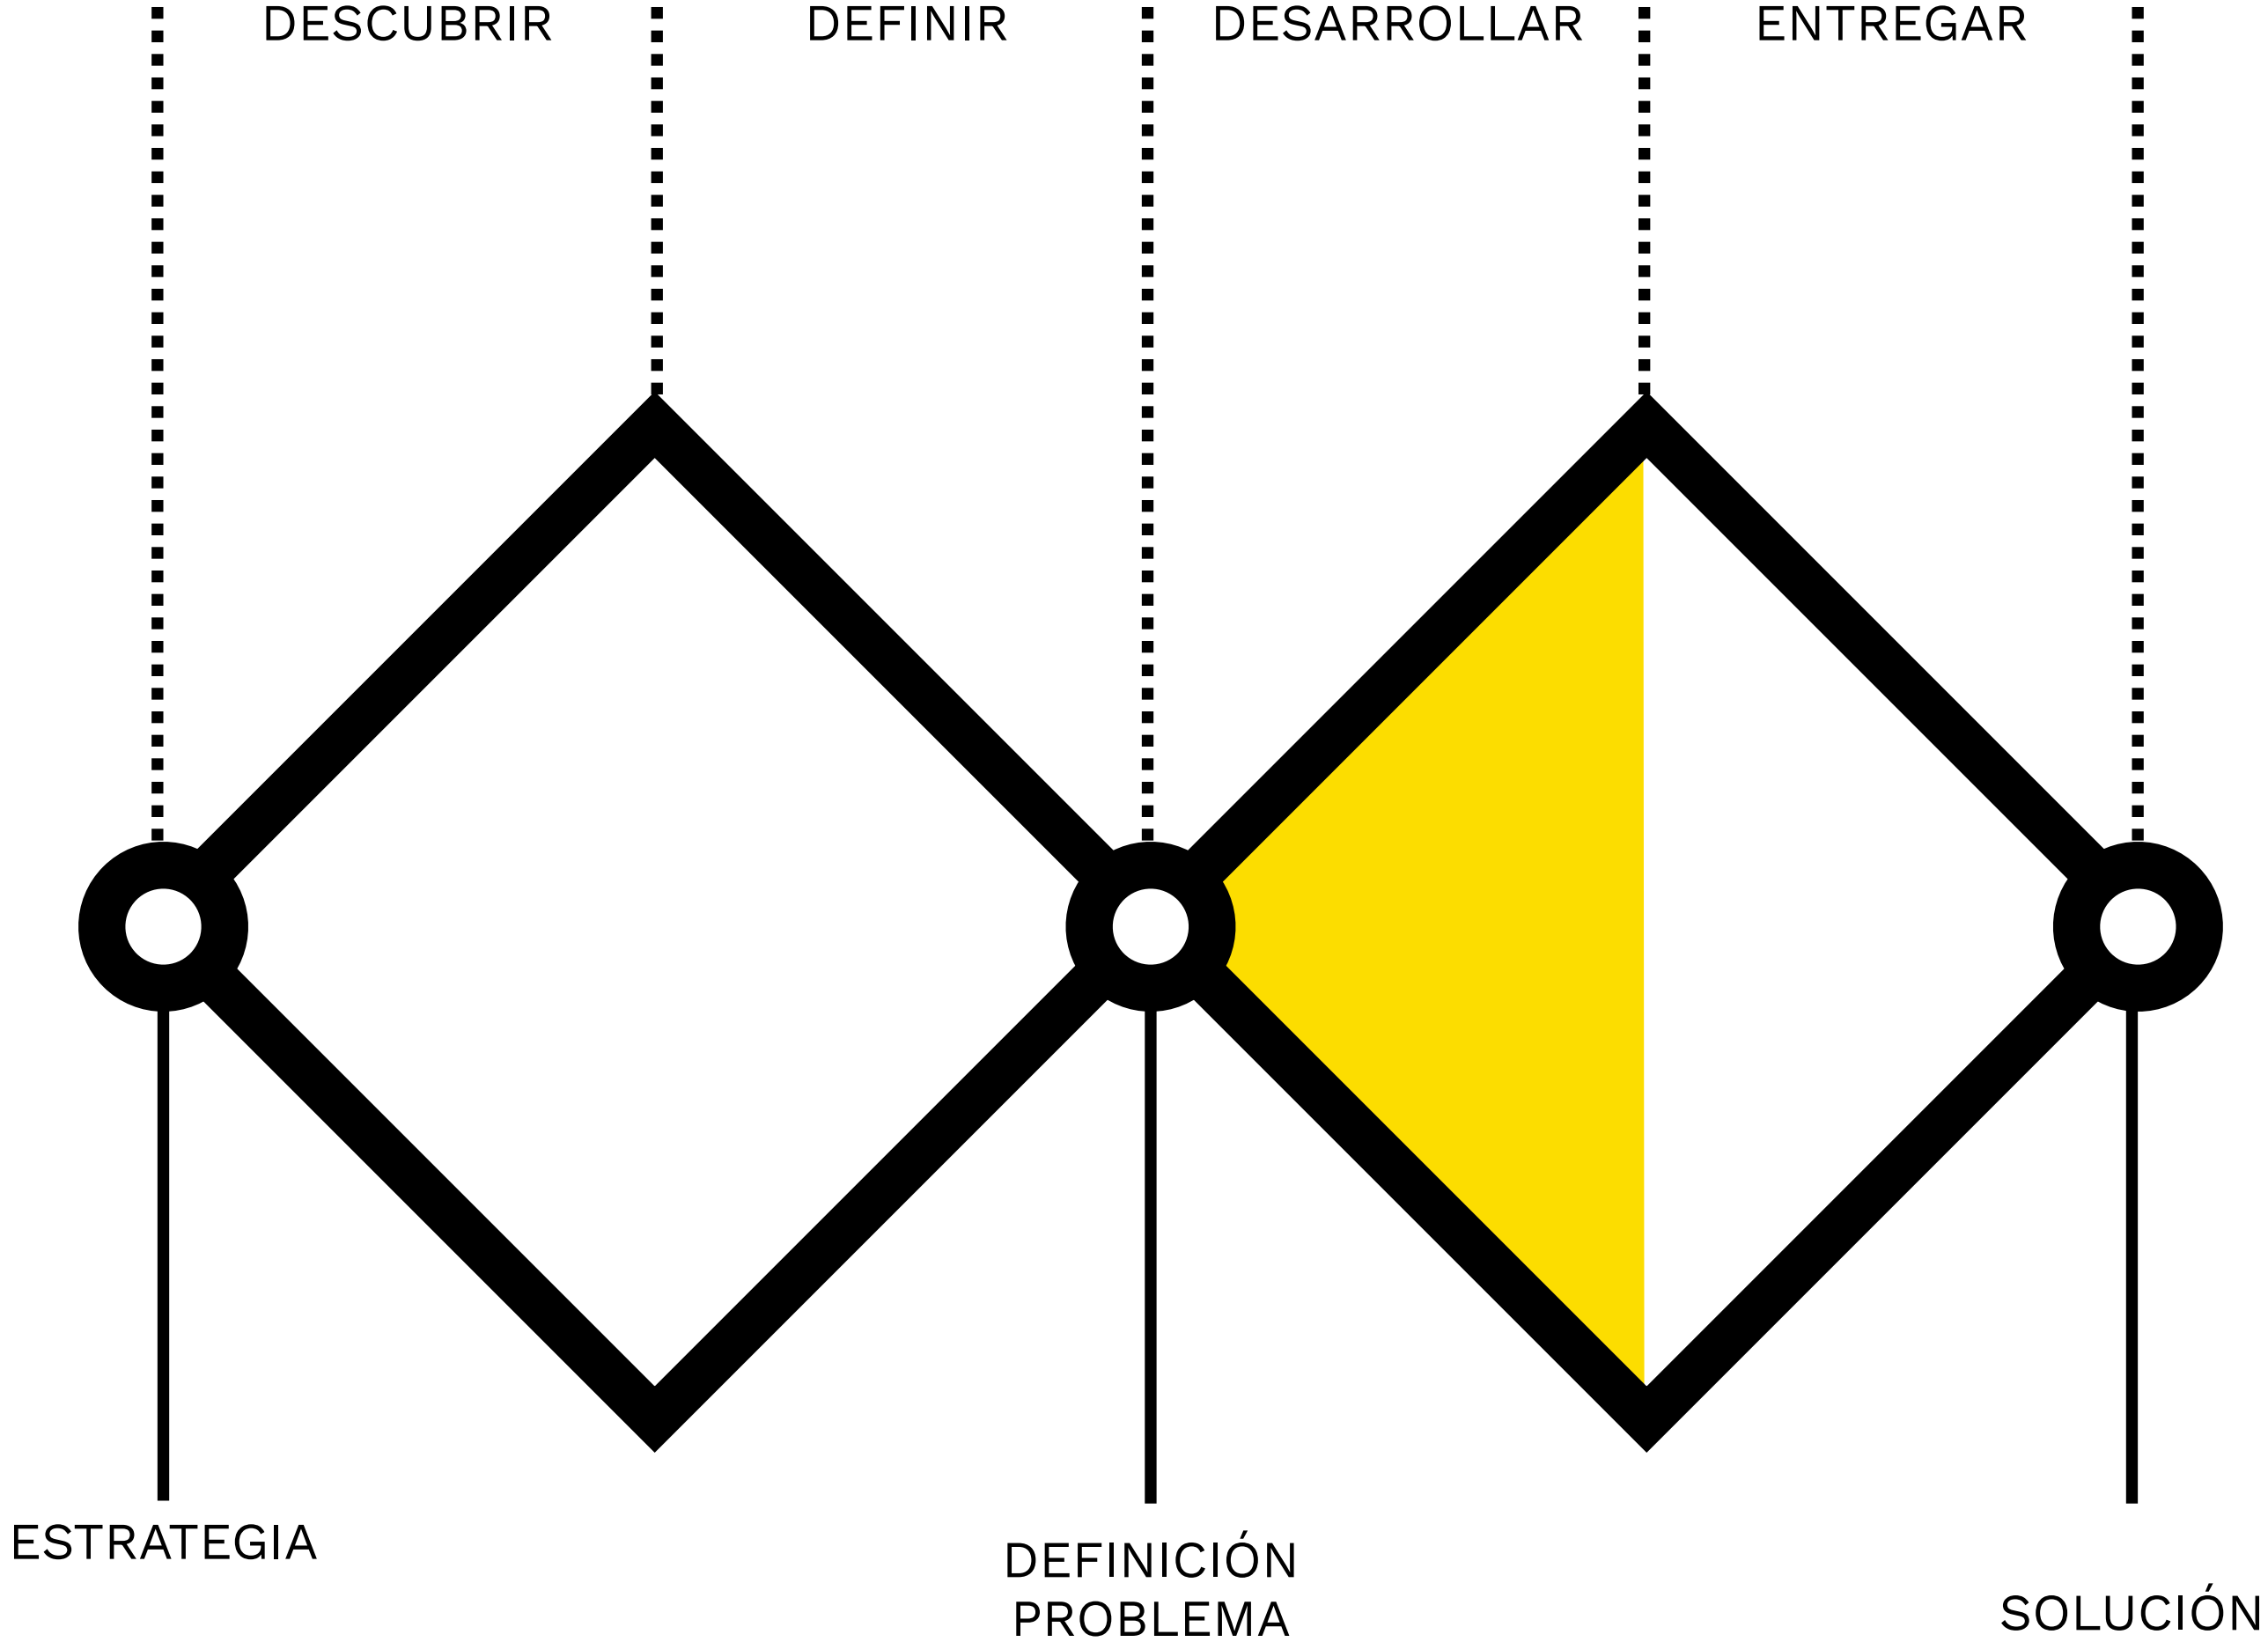 DESCUBRIR
DEFINIR
DESARROLLAR
ENTREGAR
ESTRATEGIA
DEFINICIÓN
PROBLEMA
SOLUCIÓN